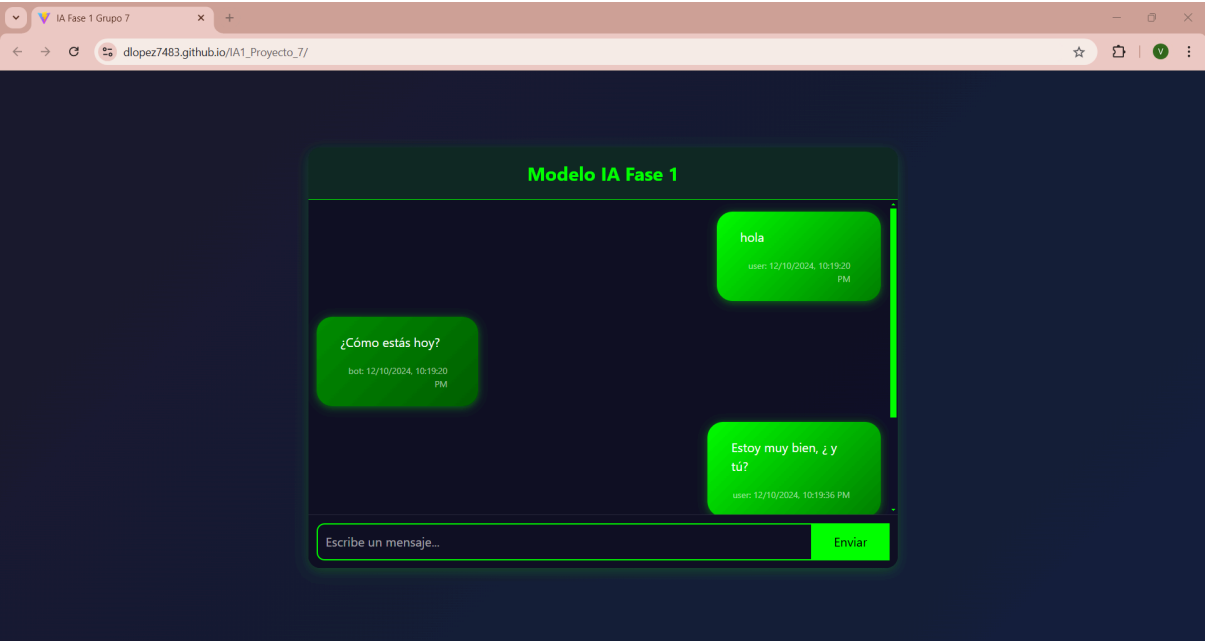 IA Fase 1 Grupo 7
dlopez7483.github.io/IA1_Proyecto_7/
V
Modelo IA Fase 1
hola
user: 12/10/2024, 10:19:20
PM
¿Cómo estás hoy?
bot: 12/10/2024, 10:19:20
PM
Estoy muy bien, ¿ y
tú?
user: 12/10/2024, 10:19:36 PM
Escribe un mensaje...
Enviar